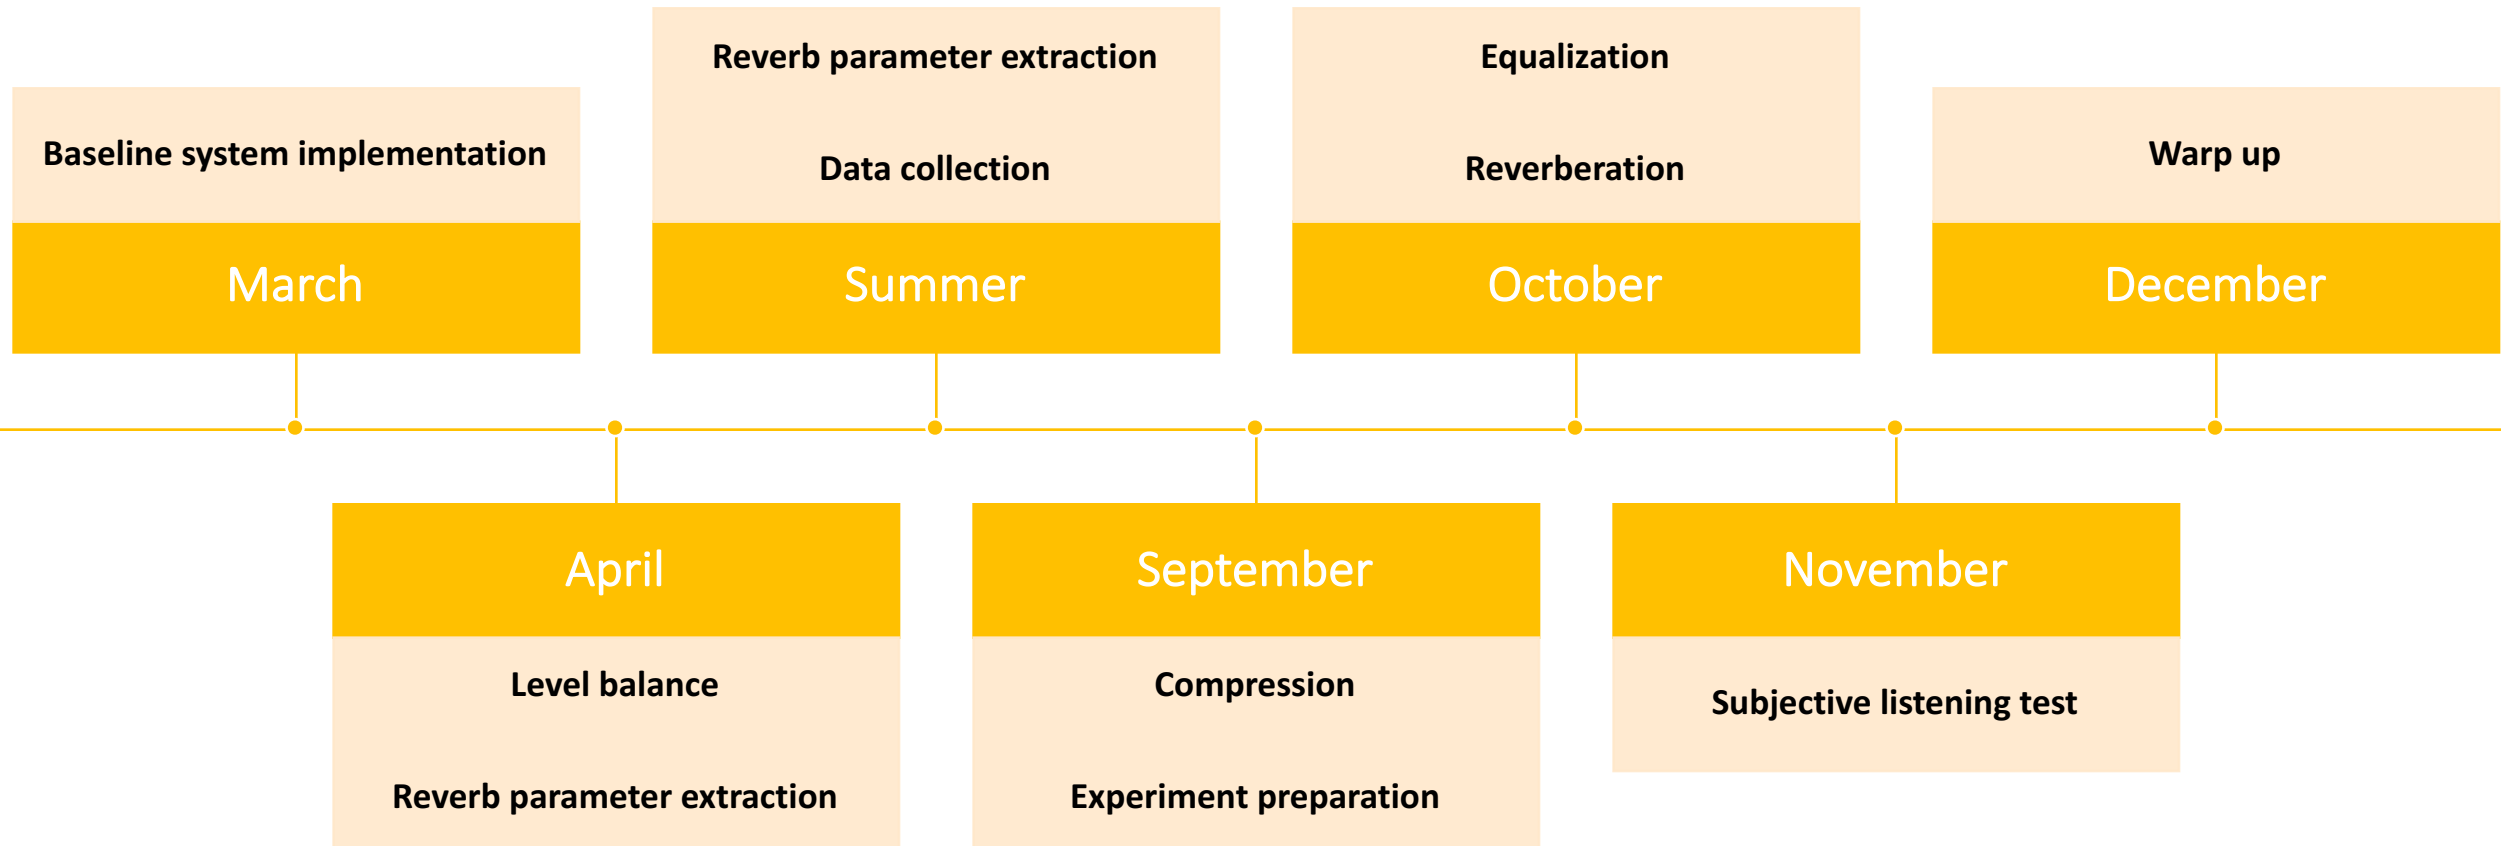 Baseline system implementation
March
Level balance
Reverb parameter extraction
April
Reverb parameter extraction
Data collection
Summer
Compression
Experiment preparation
September
Equalization
Reverberation
October
Subjective listening test
November
Warp up
December